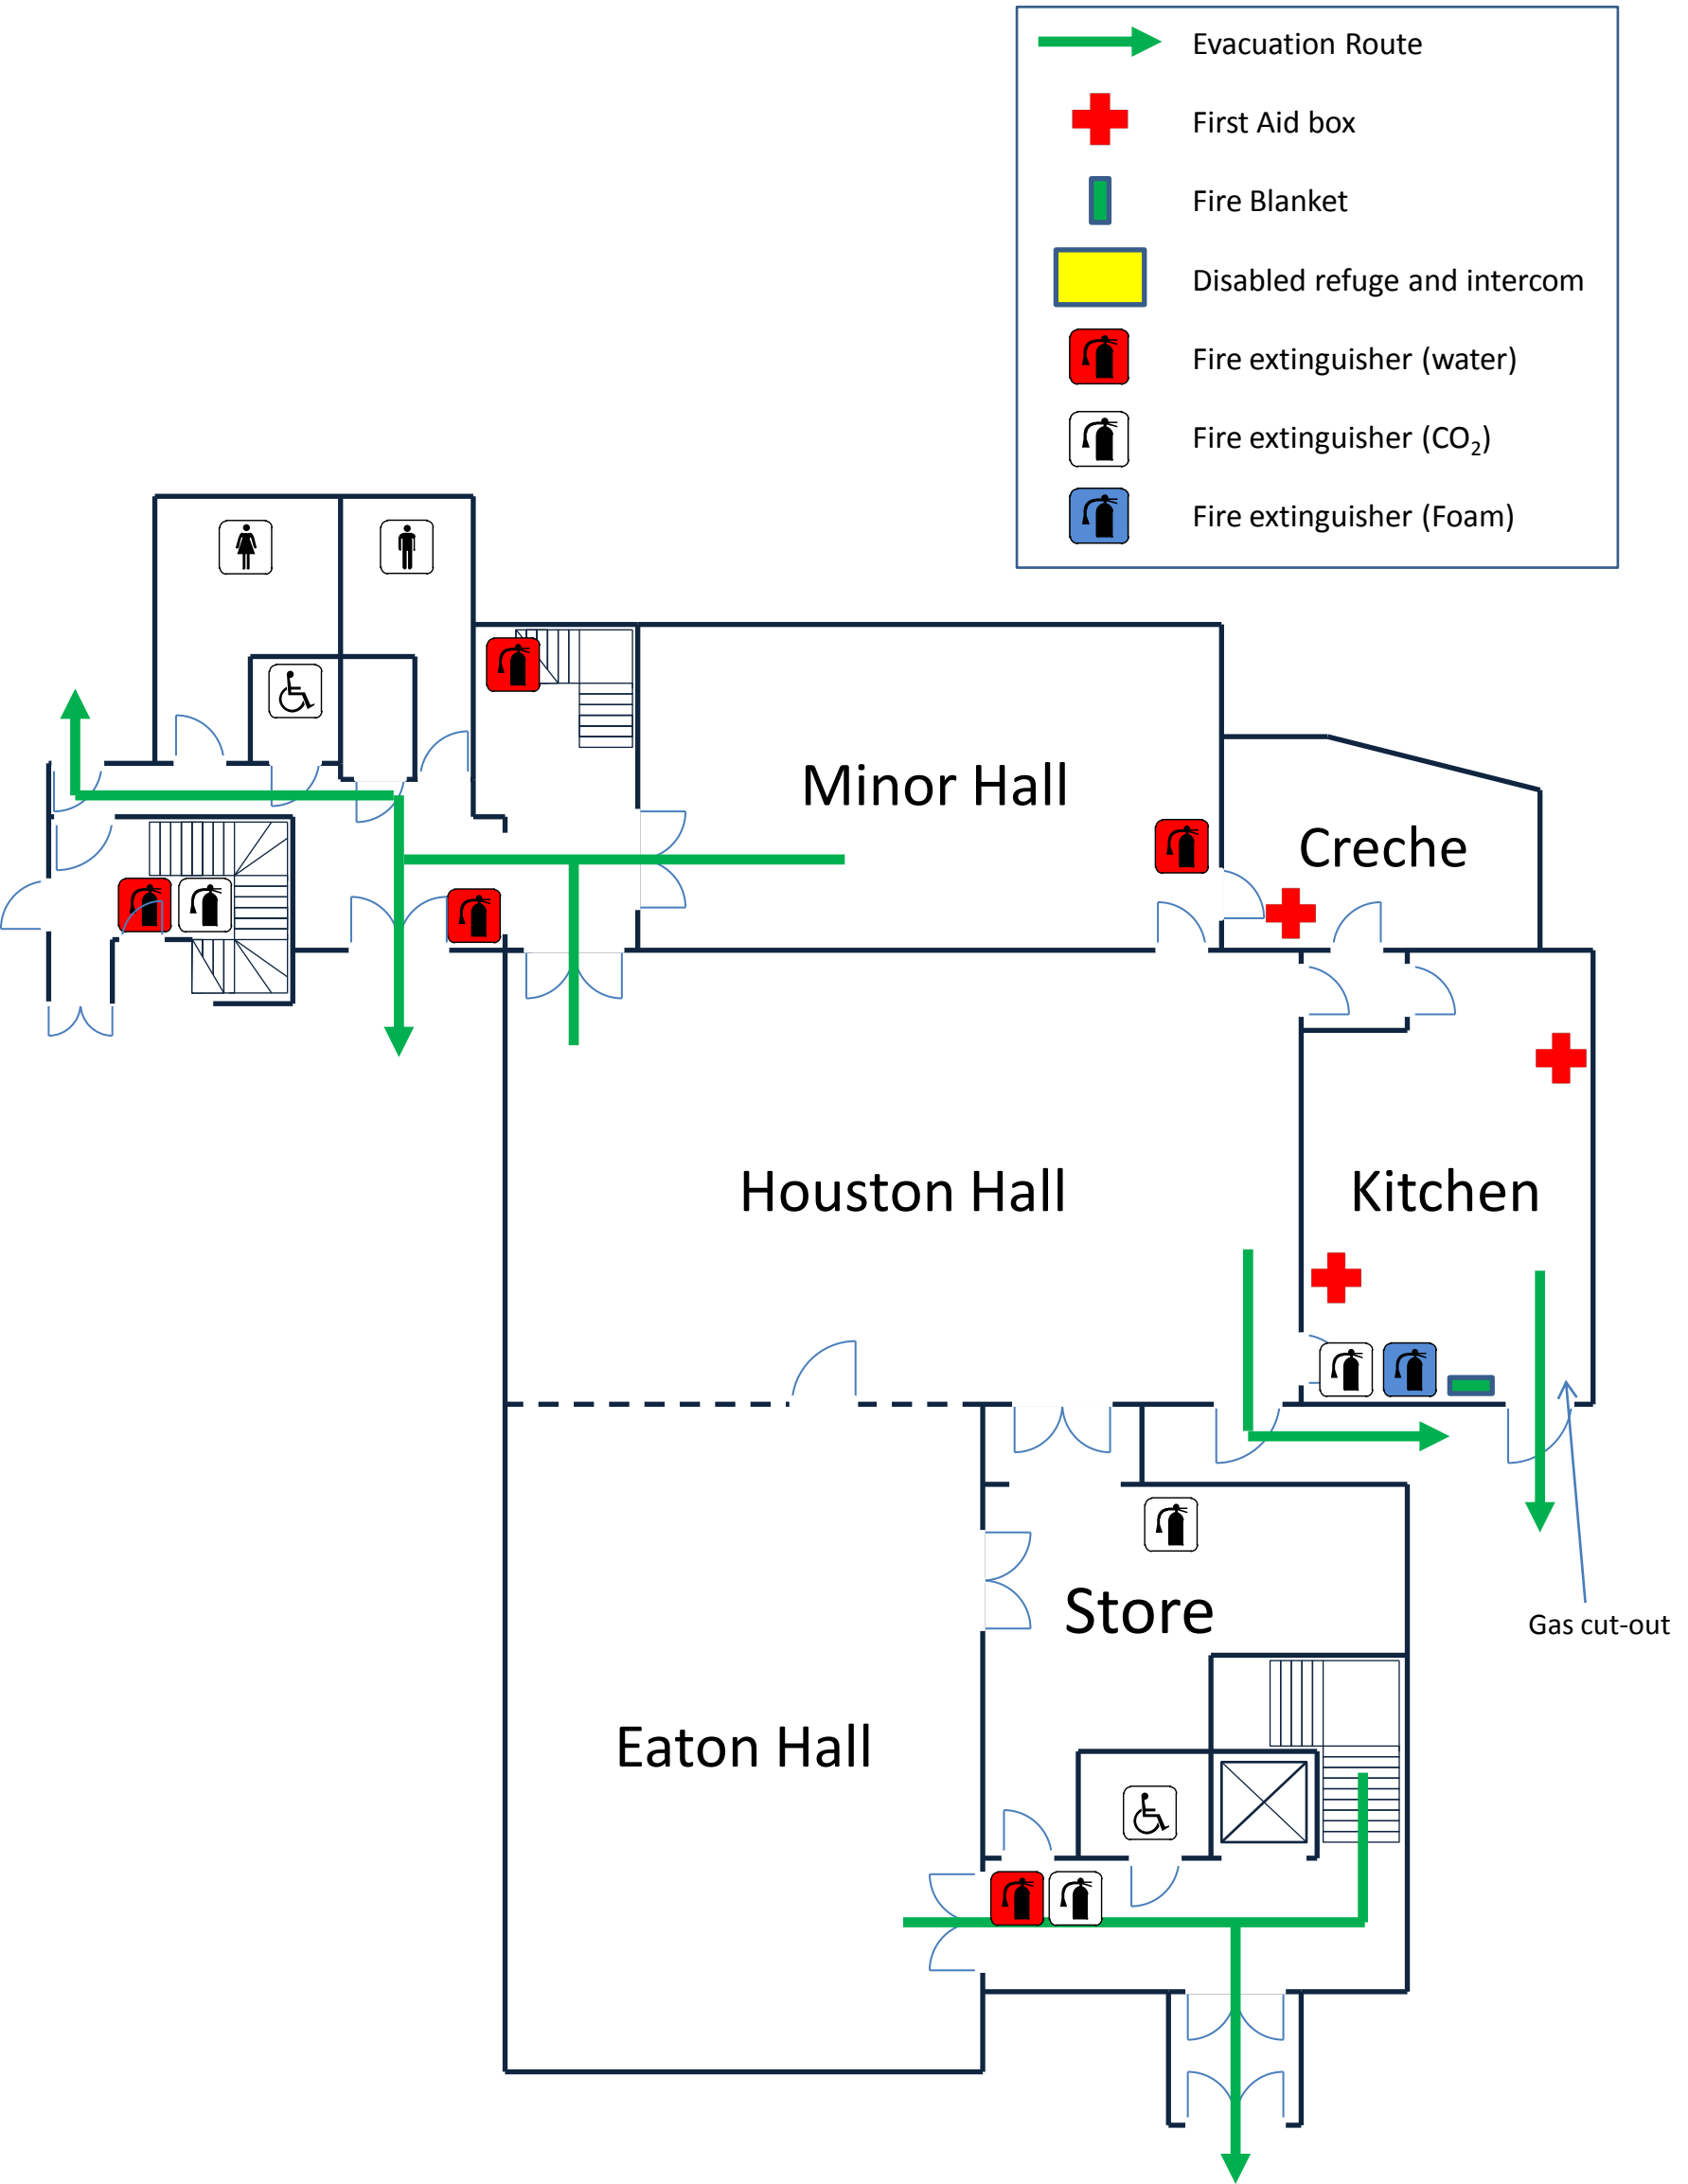 Evacuation Route
First Aid box
Fire Blanket
Disabled refuge and intercom
Fire extinguisher (water)
Fire extinguisher (CO₂)
Fire extinguisher (Foam)
Minor Hall
Creche
Houston Hall
Kitchen
Store
Gas cut-out
Eaton Hall